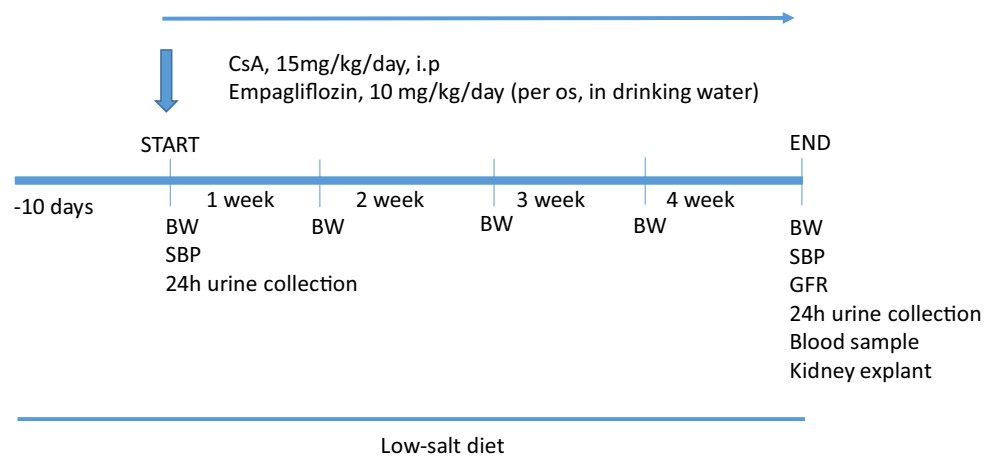 CsA, 15mg/kg/day, i.p
Empagliflozin, 10 mg/kg/day (per os, in drinking water)
START
END
-10 days
1 week
2 week
3 week
4 week
BW
BW
BW
BW
BW
SBP
SBP
24h urine collection
GFR
24h urine collection
Blood sample
Kidney explant
Low-salt diet